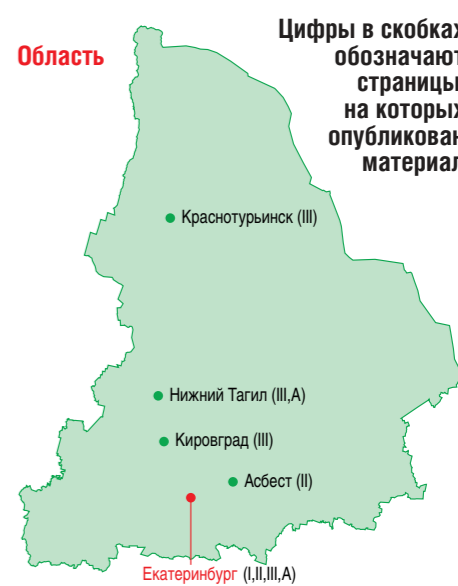 Область
Цифры в скобках
обозначают
страницы,
на которых
опубликован
материал
Краснотурьинск (III)
Нижний Тагил (III,А)
Кировград (III)
Асбест (II)
Екатеринбург (I,II,III,А)